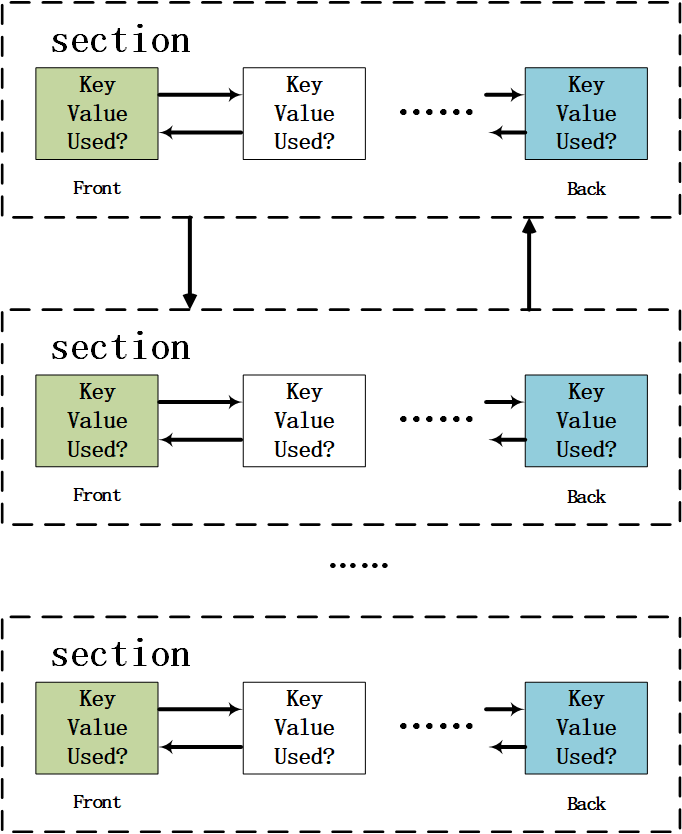 section
Key Key Key
Value Value …… Value
Used? Used? Used?
Front Back
section
Key Key Key
Value Value …… Value
Used? Used? Used?
Front Back
……
section
Key Key Key
Value Value …… Value
Used? Used? Used?
Front Back